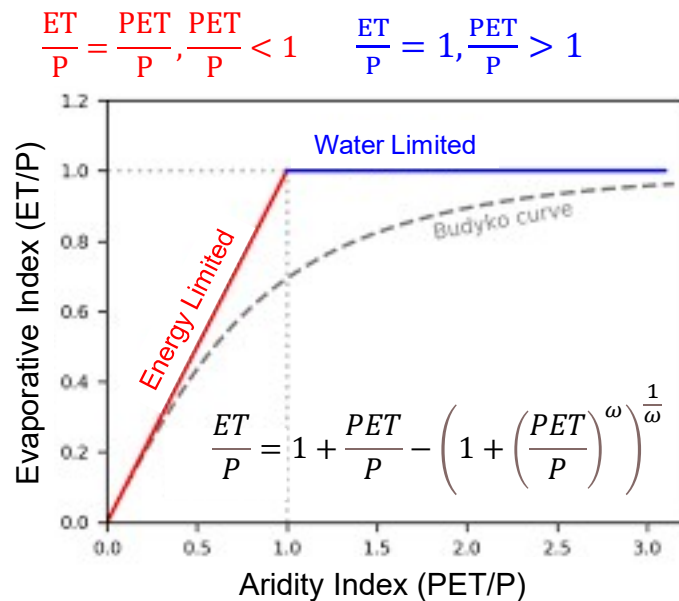 ET/P = PET/P, PET/P < 1 ET/P = 1, PET/P > 1
1.2
Water Limited
1.0
Budyko curve
0.8
Energy Limited
0.6
Evaporative Index (ET/P)
0.4
ET/P = 1 + PET/P − (1 + (PET/P)^ω)^(1/ω)
0.2
0.0
0.0 0.5 1.0 1.5 2.0 2.5 3.0
Aridity Index (PET/P)